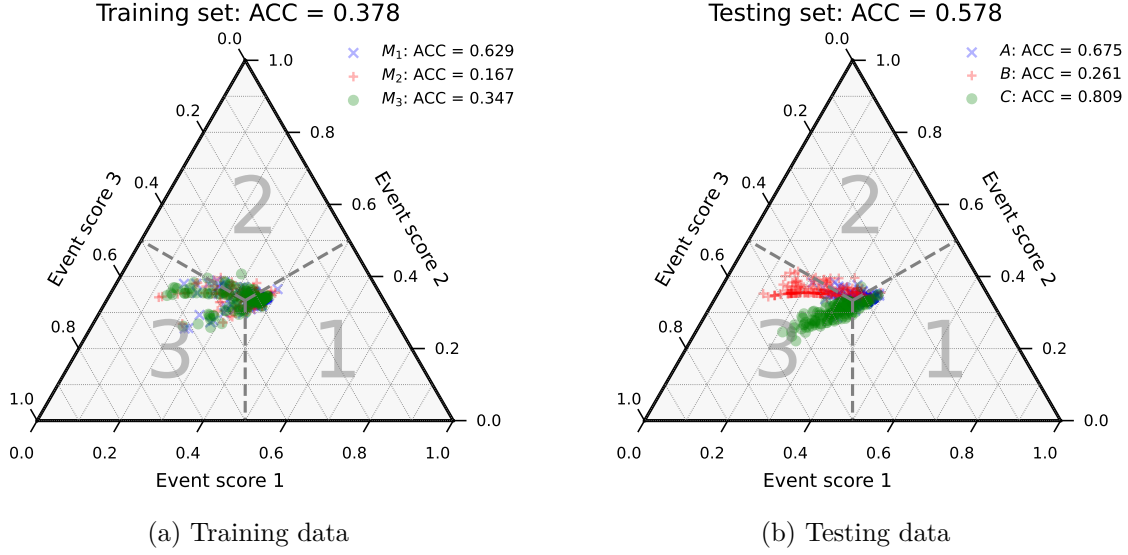 Training set: ACC = 0.378
M1: ACC = 0.629
M2: ACC = 0.167
M3: ACC = 0.347
0.0
0.2
0.4
0.6
0.8
1.0
Event score 3
1.0
0.8
0.6
0.4
0.2
0.0
Event score 2
2
3
1
0.0
0.2
0.4
0.6
0.8
1.0
Event score 1
(a) Training data
Testing set: ACC = 0.578
A: ACC = 0.675
B: ACC = 0.261
C: ACC = 0.809
0.0
0.2
0.4
0.6
0.8
1.0
Event score 3
1.0
0.8
0.6
0.4
0.2
0.0
Event score 2
2
3
1
0.0
0.2
0.4
0.6
0.8
1.0
Event score 1
(b) Testing data